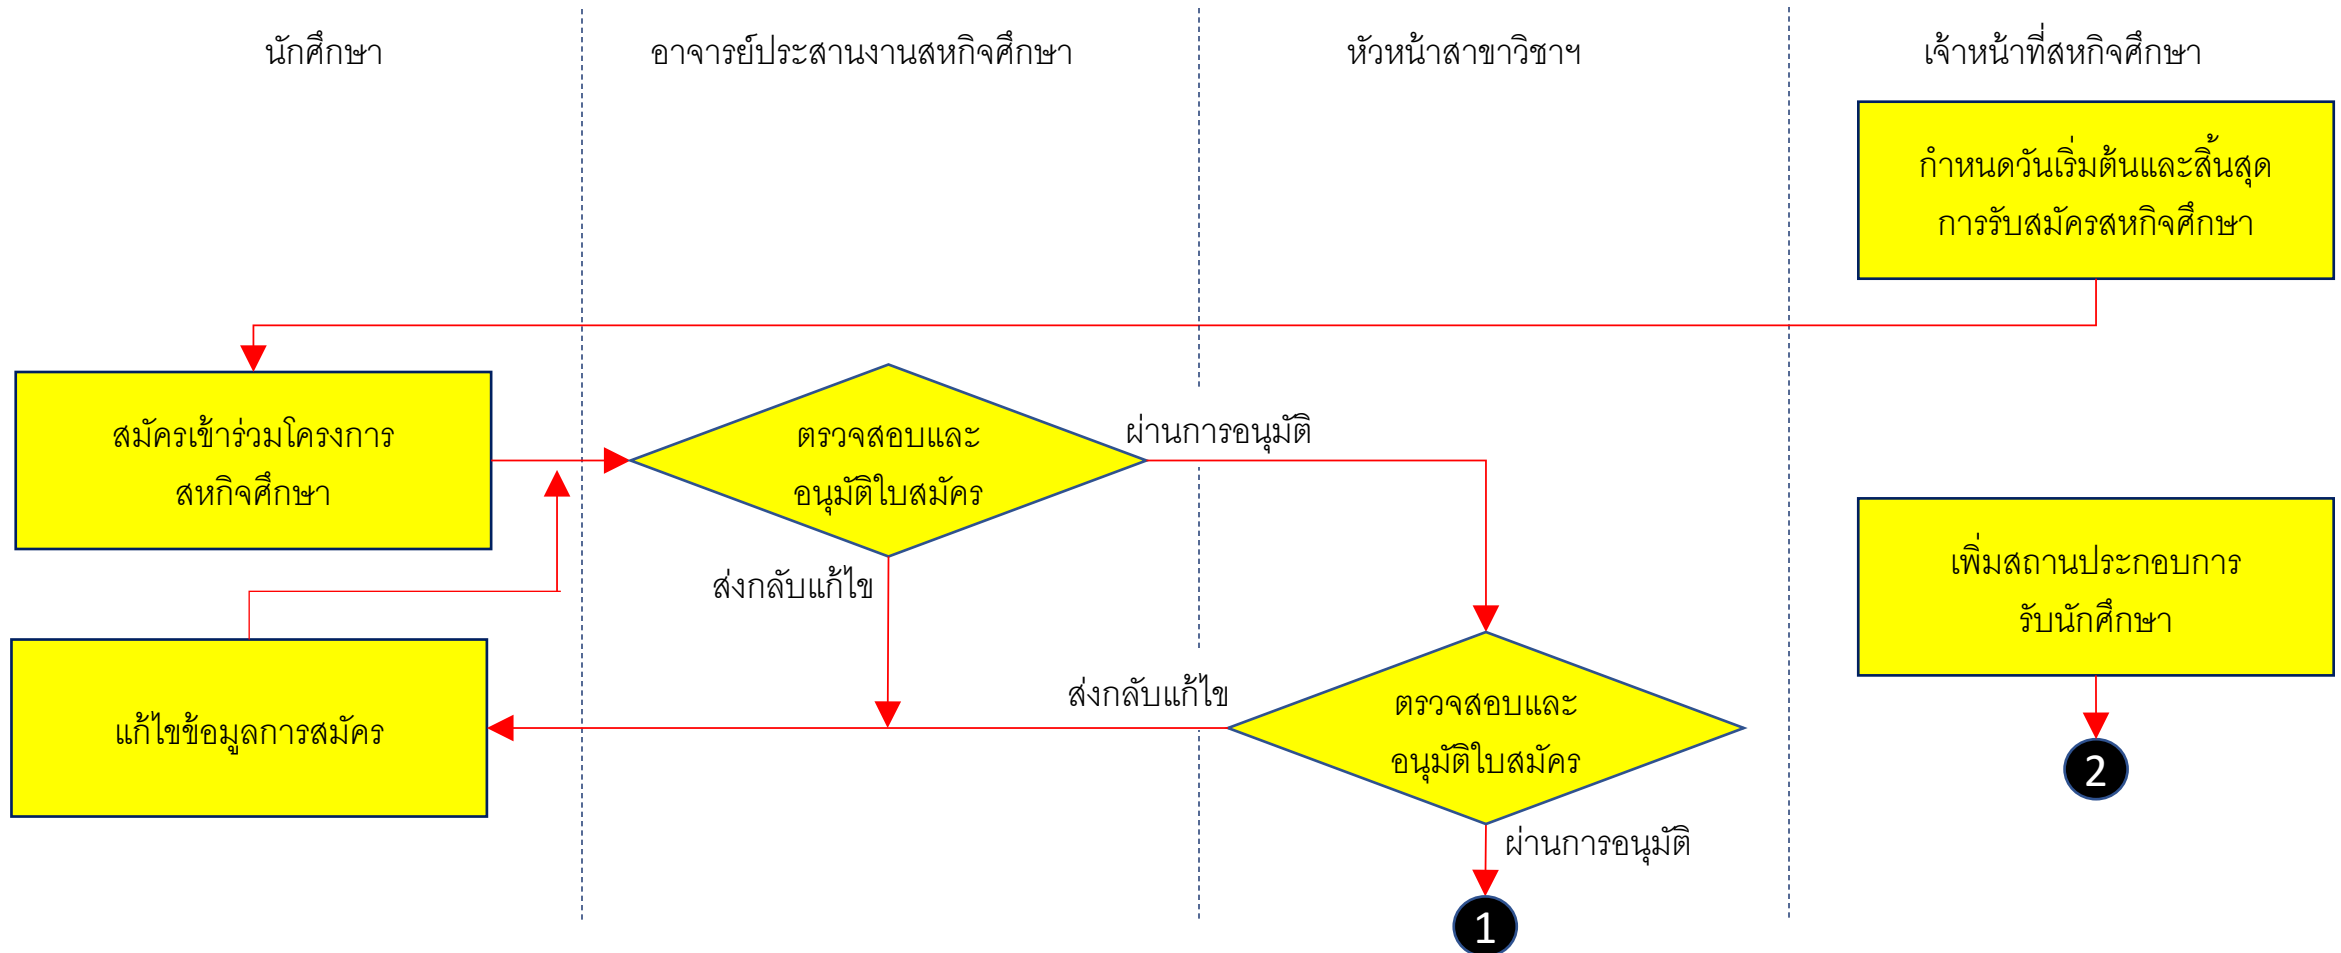 นักศึกษา
อาจารย์ประสานงานสหกิจศึกษา
หัวหน้าสาขาวิชาฯ
เจ้าหน้าที่สหกิจศึกษา
กำหนดวันเริ่มต้นและสิ้นสุด
การรับสมัครสหกิจศึกษา
สมัครเข้าร่วมโครงการ
สหกิจศึกษา
ตรวจสอบและ
อนุมัติใบสมัคร
ผ่านการอนุมัติ
ส่งกลับแก้ไข
เพิ่มสถานประกอบการ
รับนักศึกษา
แก้ไขข้อมูลการสมัคร
ส่งกลับแก้ไข
ตรวจสอบและ
อนุมัติใบสมัคร
2
ผ่านการอนุมัติ
1